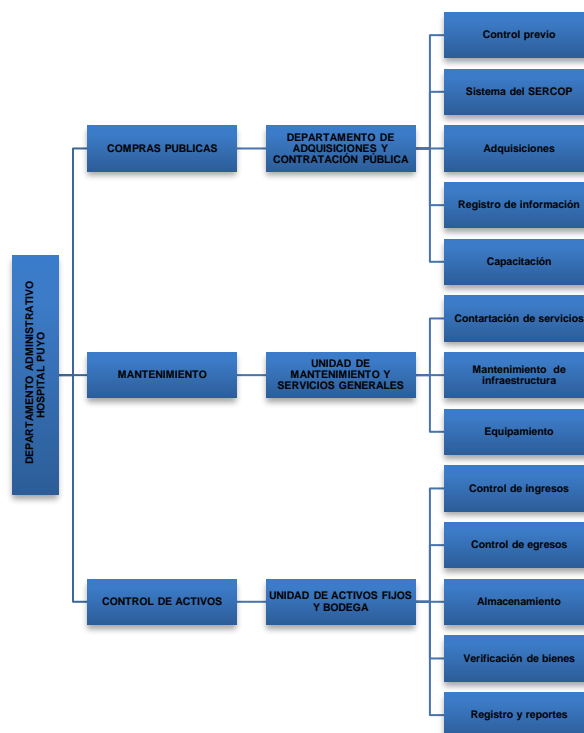 DEPARTAMENTO ADMINISTRATIVO
HOSPITAL PUYO
COMPRAS PUBLICAS
DEPARTAMENTO DE
ADQUISICIONES Y
CONTRATACIÓN PÚBLICA
Control previo
Sistema del SERCOP
Adquisiciones
Registro de información
Capacitación
MANTENIMIENTO
UNIDAD DE
MANTENIMIENTO Y
SERVICIOS GENERALES
Contartación de servicios
Mantenimiento de
infraestructura
Equipamiento
CONTROL DE ACTIVOS
UNIDAD DE ACTIVOS FIJOS
Y BODEGA
Control de ingresos
Control de egresos
Almacenamiento
Verificación de bienes
Registro y reportes